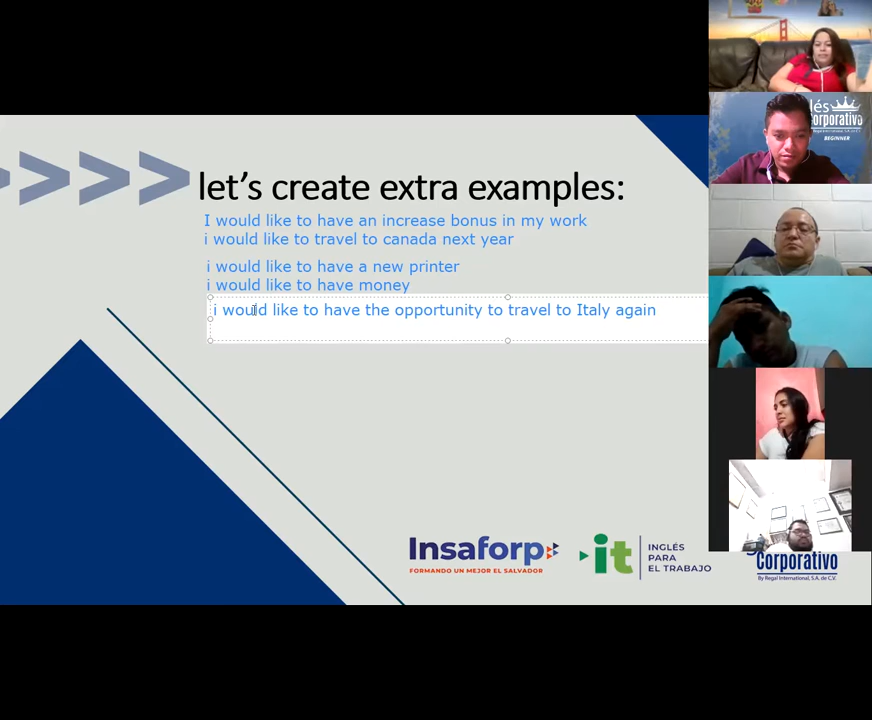 >>>>
let's create extra examples:
I would like to have an increase bonus in my work
i would like to travel to canada next year
i would like to have a new printer
i would like to have money
i would like to have the opportunity to travel to Italy again
Insaforp
FORMANDO UN MEJOR EL SALVADOR
it
INGLÉS
PARA
EL TRABAJO
Corporativo
By Regal International, S.A. de C.V.
lés
orporativo
BEGINNER